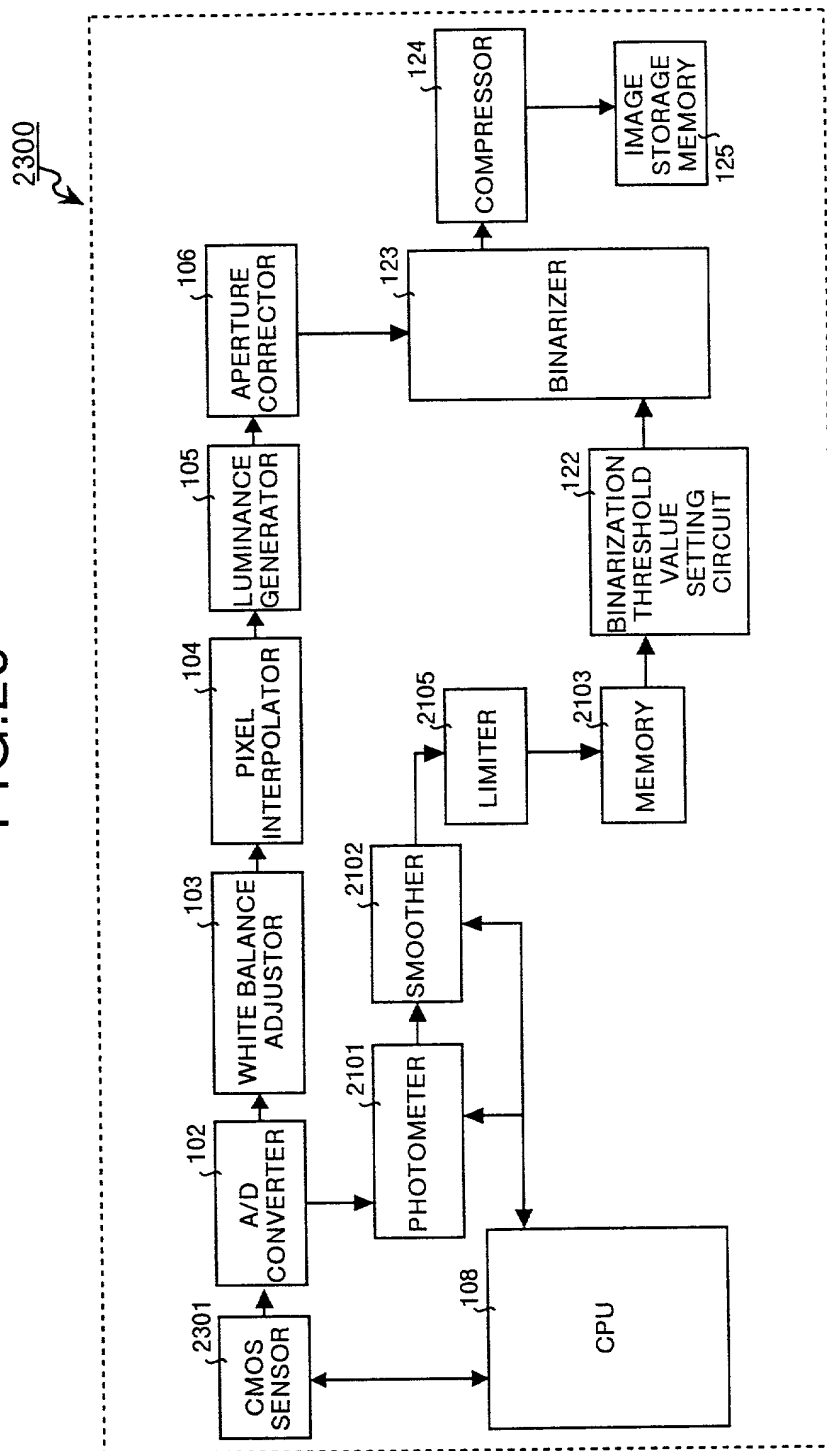 FIG.23
2300
2301
CMOS
SENSOR
102
A/D
CONVERTER
103
WHITE BALANCE
ADJUSTOR
104
PIXEL
INTERPOLATOR
105
LUMINANCE
GENERATOR
106
APERTURE
CORRECTOR
124
COMPRESSOR
IMAGE
STORAGE
MEMORY
125
123
BINARIZER
2101
PHOTOMETER
2102
SMOOTHER
2105
LIMITER
2103
MEMORY
122
BINARIZATION
THRESHOLD
VALUE
SETTING
CIRCUIT
108
CPU